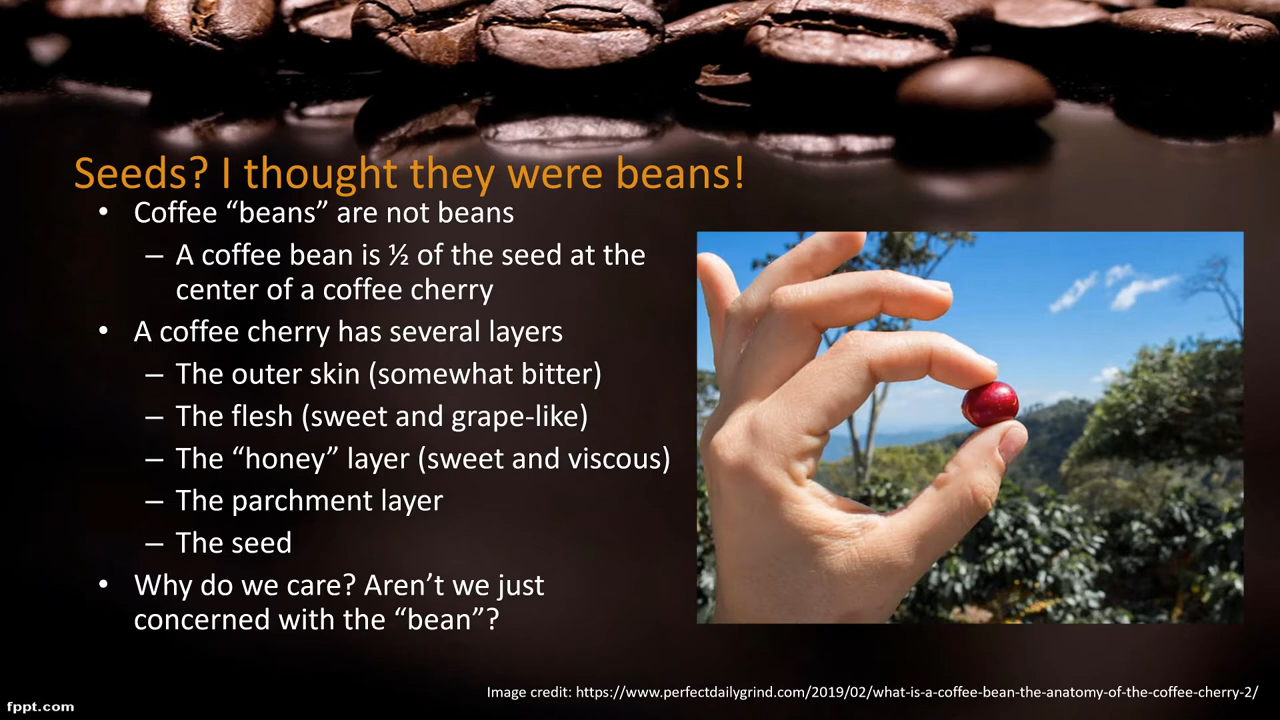 Seeds? I thought they were beans!
• Coffee “beans” are not beans
– A coffee bean is ½ of the seed at the
center of a coffee cherry
• A coffee cherry has several layers
– The outer skin (somewhat bitter)
– The flesh (sweet and grape-like)
– The “honey” layer (sweet and viscous)
– The parchment layer
– The seed
• Why do we care? Aren’t we just
concerned with the “bean”?
Image credit: https://www.perfectdailygrind.com/2019/02/what-is-a-coffee-bean-the-anatomy-of-the-coffee-cherry-2/
fppt.com